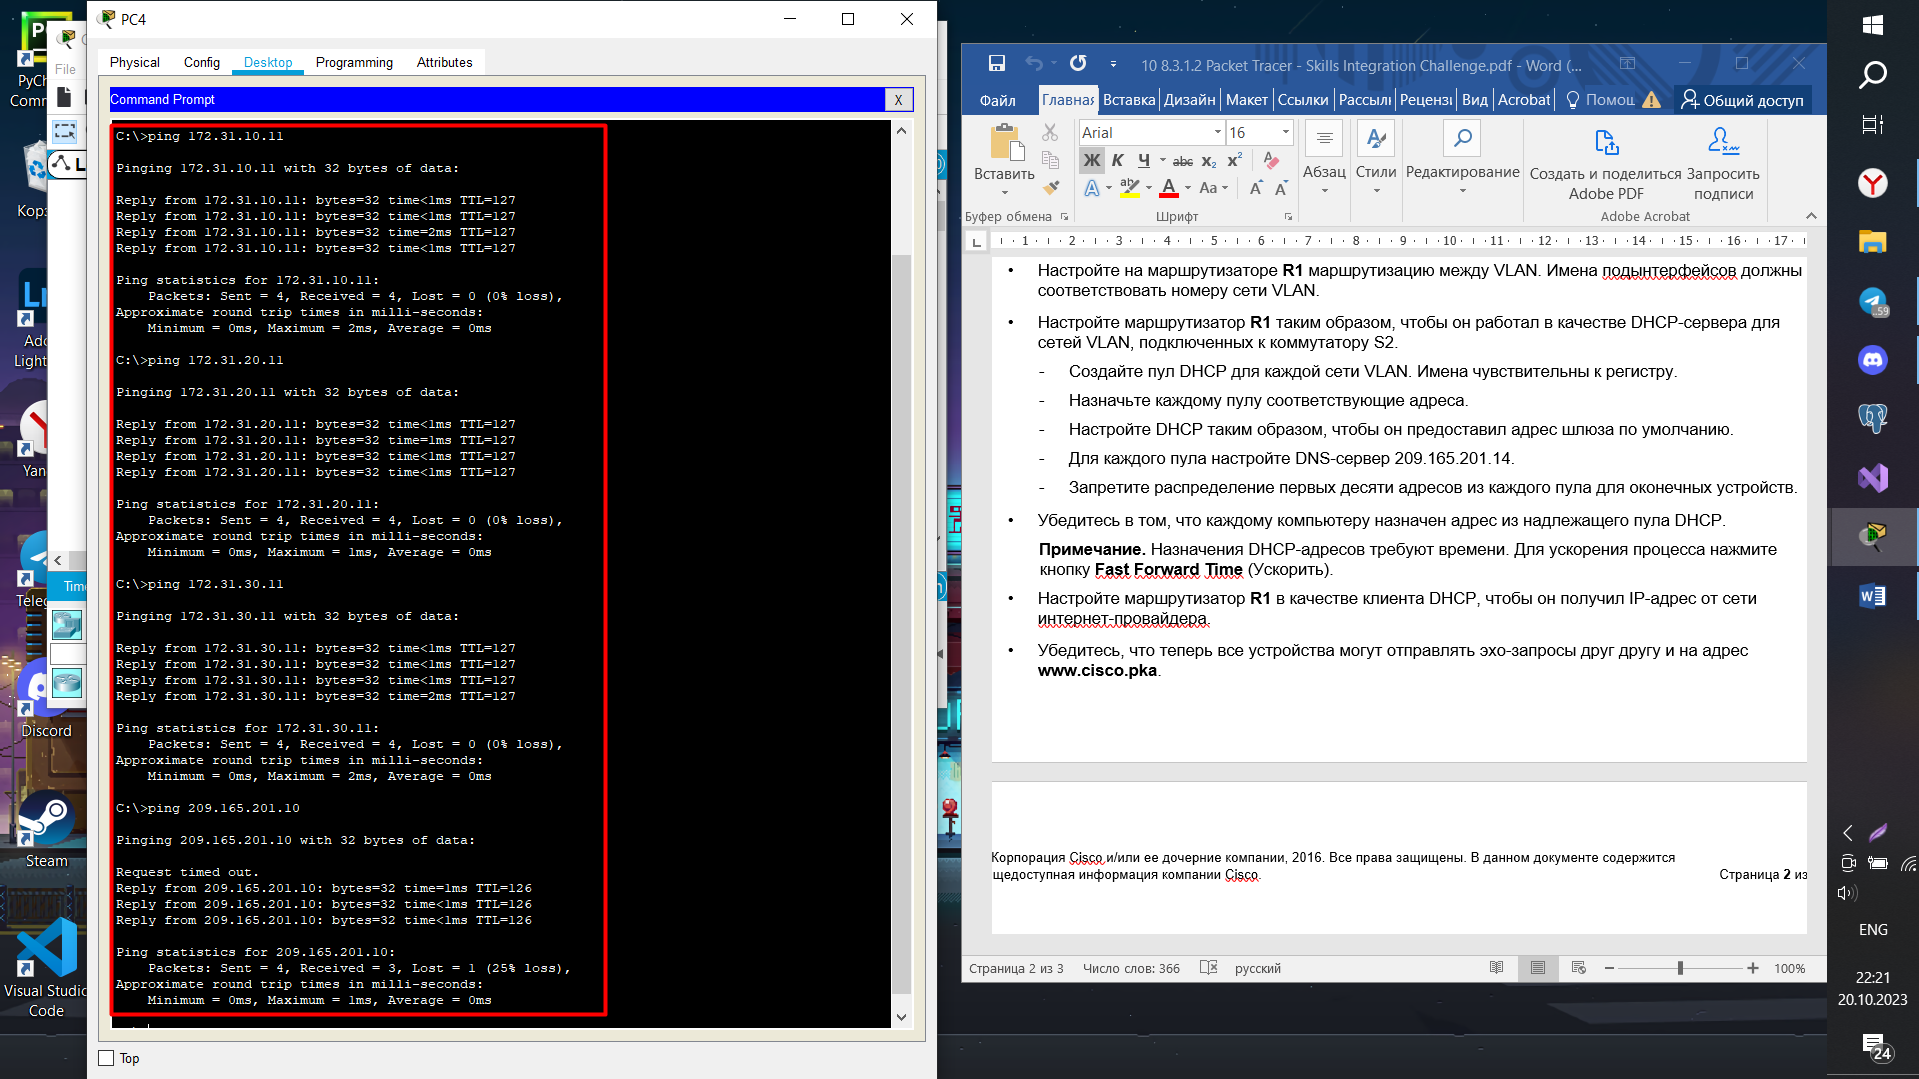 PC4
Physical
Config
Desktop
Programming
Attributes
Command Prompt
X
C:\>ping 172.31.10.11
Pinging 172.31.10.11 with 32 bytes of data:
Reply from 172.31.10.11: bytes=32 time<1ms TTL=127
Reply from 172.31.10.11: bytes=32 time<1ms TTL=127
Reply from 172.31.10.11: bytes=32 time=2ms TTL=127
Reply from 172.31.10.11: bytes=32 time<1ms TTL=127
Ping statistics for 172.31.10.11:
Packets: Sent = 4, Received = 4, Lost = 0 (0% loss),
Approximate round trip times in milli-seconds:
Minimum = 0ms, Maximum = 2ms, Average = 0ms
C:\>ping 172.31.20.11
Pinging 172.31.20.11 with 32 bytes of data:
Reply from 172.31.20.11: bytes=32 time<1ms TTL=127
Reply from 172.31.20.11: bytes=32 time=1ms TTL=127
Reply from 172.31.20.11: bytes=32 time<1ms TTL=127
Reply from 172.31.20.11: bytes=32 time<1ms TTL=127
Ping statistics for 172.31.20.11:
Packets: Sent = 4, Received = 4, Lost = 0 (0% loss),
Approximate round trip times in milli-seconds:
Minimum = 0ms, Maximum = 1ms, Average = 0ms
C:\>ping 172.31.30.11
Pinging 172.31.30.11 with 32 bytes of data:
Reply from 172.31.30.11: bytes=32 time<1ms TTL=127
Reply from 172.31.30.11: bytes=32 time<1ms TTL=127
Reply from 172.31.30.11: bytes=32 time<1ms TTL=127
Reply from 172.31.30.11: bytes=32 time=2ms TTL=127
Ping statistics for 172.31.30.11:
Packets: Sent = 4, Received = 4, Lost = 0 (0% loss),
Approximate round trip times in milli-seconds:
Minimum = 0ms, Maximum = 2ms, Average = 0ms
C:\>ping 209.165.201.10
Pinging 209.165.201.10 with 32 bytes of data:
Request timed out.
Reply from 209.165.201.10: bytes=32 time=1ms TTL=126
Reply from 209.165.201.10: bytes=32 time<1ms TTL=126
Reply from 209.165.201.10: bytes=32 time<1ms TTL=126
Ping statistics for 209.165.201.10:
Packets: Sent = 4, Received = 3, Lost = 1 (25% loss),
Approximate round trip times in milli-seconds:
Minimum = 0ms, Maximum = 1ms, Average = 0ms
Top
File
Time
PyCh
Comm
Корз
Ado
Light
Yan
Teleg
Discord
Steam
Visual Studio
Code
10 8.3.1.2 Packet Tracer - Skills Integration Challenge.pdf - Word (...
Файл
Главная
Вставка
Дизайн
Макет
Ссылки
Рассыл
Реценз
Вид
Acrobat
Помощ
Общий доступ
Вставить
Буфер обмена
Arial
16
Ж К Ч abc x₂ x²
A A Aa A A
Шрифт
Абзац
Стили
Редактирование
Создать и поделиться
Adobe PDF
Запросить
подписи
Adobe Acrobat
1 2 3 4 5 6 7 8 9 10 11 12 13 14 15 16 17
• Настройте на маршрутизаторе R1 маршрутизацию между VLAN. Имена подынтерфейсов должны
соответствовать номеру сети VLAN.
• Настройте маршрутизатор R1 таким образом, чтобы он работал в качестве DHCP-сервера для
сетей VLAN, подключенных к коммутатору S2.
- Создайте пул DHCP для каждой сети VLAN. Имена чувствительны к регистру.
- Назначьте каждому пулу соответствующие адреса.
- Настройте DHCP таким образом, чтобы он предоставил адрес шлюза по умолчанию.
- Для каждого пула настройте DNS-сервер 209.165.201.14.
- Запретите распределение первых десяти адресов из каждого пула для оконечных устройств.
• Убедитесь в том, что каждому компьютеру назначен адрес из надлежащего пула DHCP.
Примечание. Назначения DHCP-адресов требуют времени. Для ускорения процесса нажмите
кнопку Fast Forward Time (Ускорить).
• Настройте маршрутизатор R1 в качестве клиента DHCP, чтобы он получил IP-адрес от сети
интернет-провайдера.
• Убедитесь, что теперь все устройства могут отправлять эхо-запросы друг другу и на адрес
www.cisco.pka.
Корпорация Cisco и/или ее дочерние компании, 2016. Все права защищены. В данном документе содержится
щедоступная информация компании Cisco.
Страница 2 из
Страница 2 из 3
Число слов: 366
русский
100%
59
ENG
22:21
20.10.2023
24